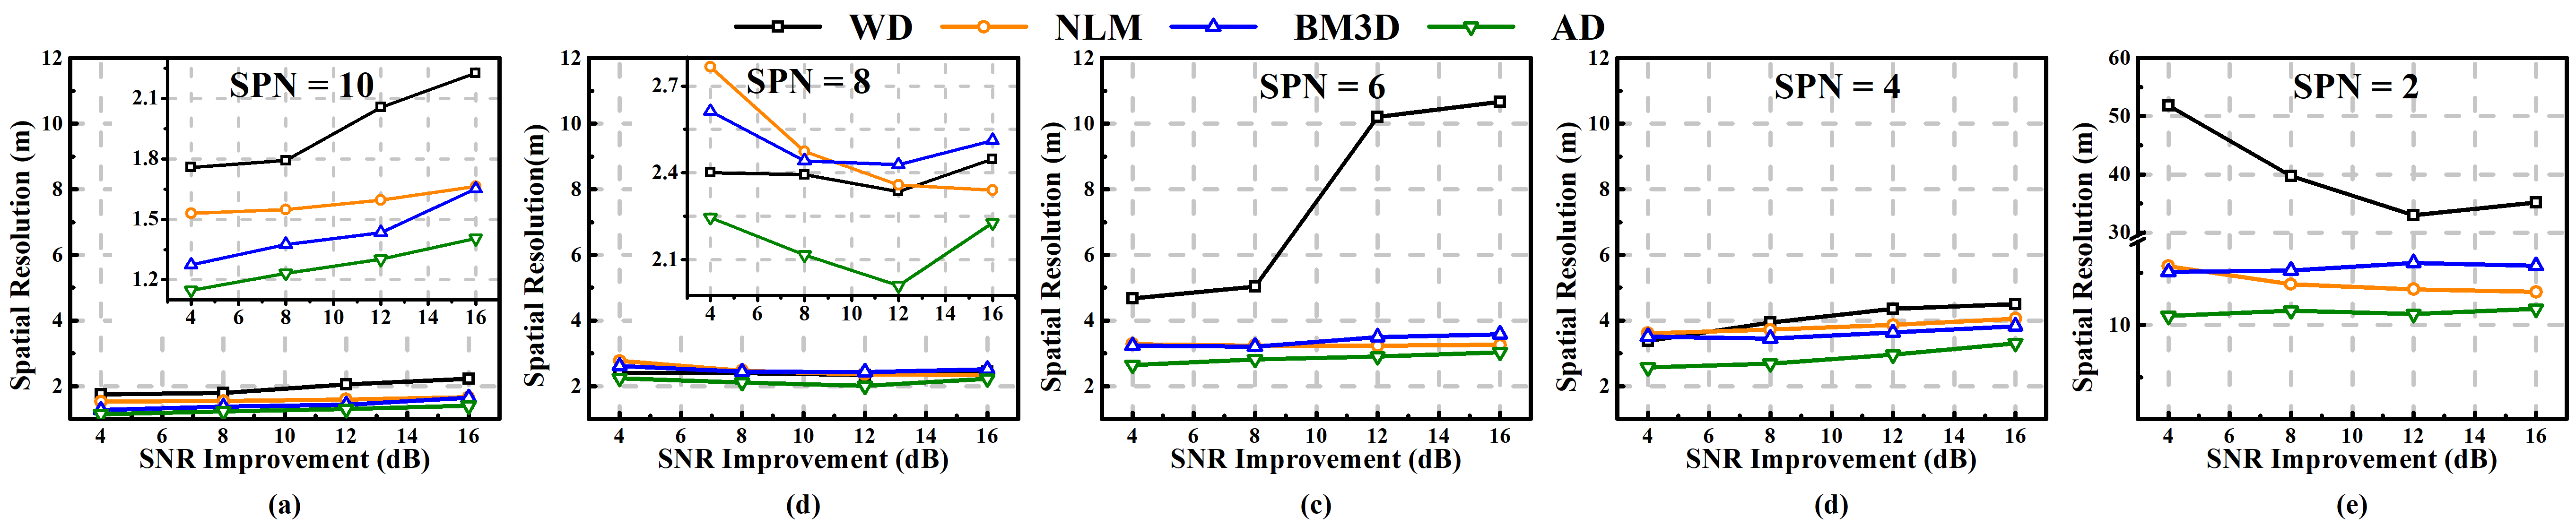 WD NLM BM3D AD
SPN = 10
Spatial Resolution (m)
12
10
8
6
4
2
2.1
1.8
1.5
1.2
4 6 8 10 12 14 16
4 6 8 10 12 14 16
SNR Improvement (dB)
(a)
SPN = 8
Spatial Resolution(m)
12
10
8
6
4
2
2.7
2.4
2.1
4 6 8 10 12 14 16
4 6 8 10 12 14 16
SNR Improvement (dB)
(d)
SPN = 6
Spatial Resolution (m)
12
10
8
6
4
2
4 6 8 10 12 14 16
SNR Improvement (dB)
(c)
SPN = 4
Spatial Resolution (m)
12
10
8
6
4
2
4 6 8 10 12 14 16
SNR Improvement (dB)
(d)
SPN = 2
Spatial Resolution (m)
60
50
40
30
10
4 6 8 10 12 14 16
SNR Improvement (dB)
(e)